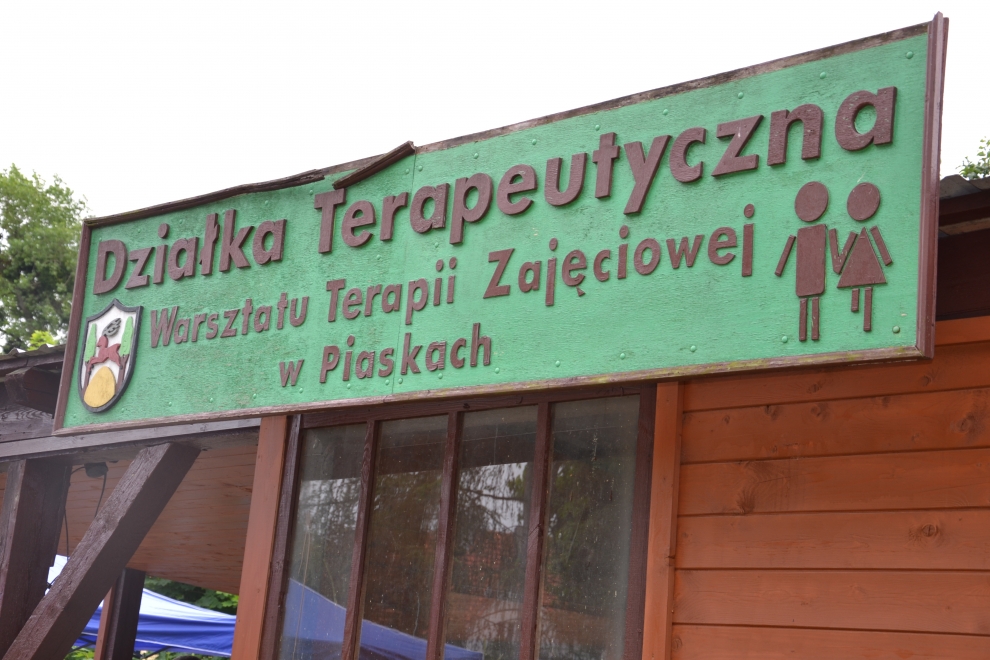 Działka Terapeutyczna
Warsztatu Terapii Zajęciowej
w Piaskach